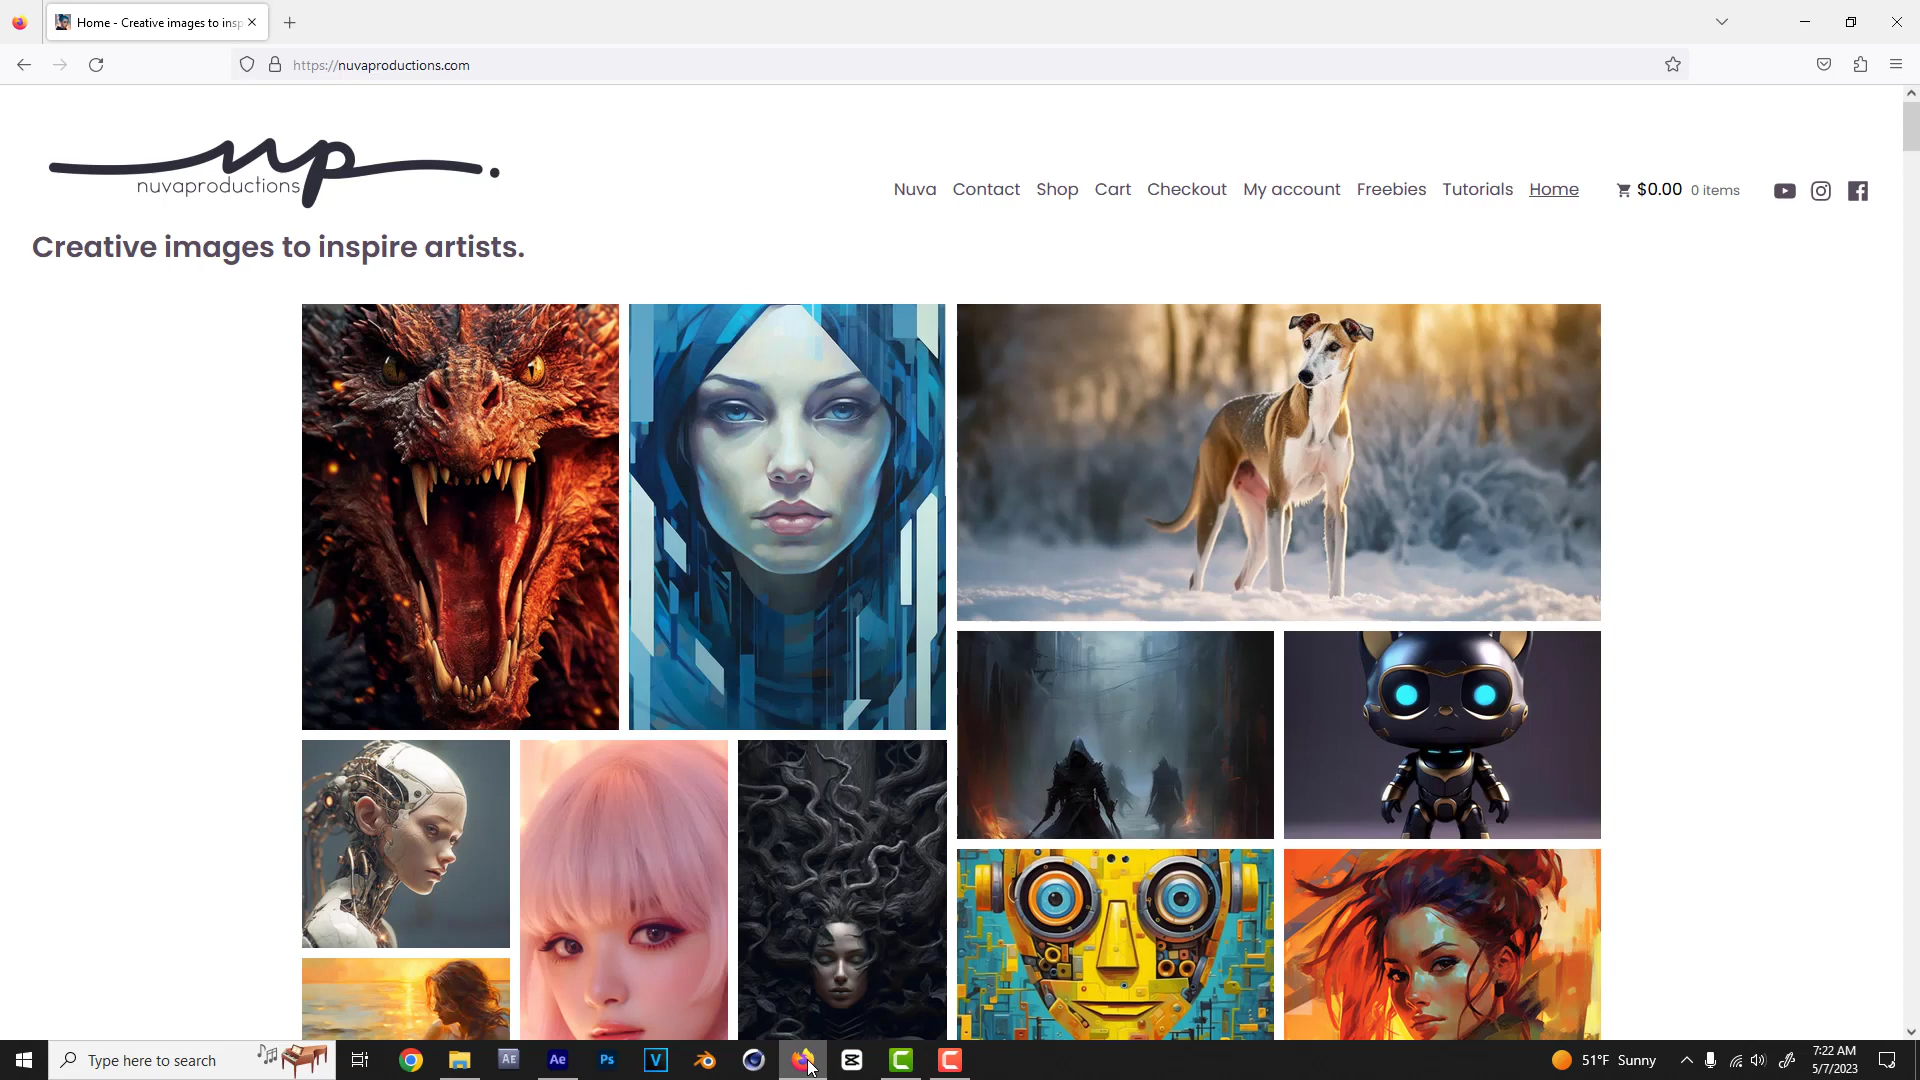 Home - Creative images to insp
https://nuvaproductions.com
np.
nuvaproductions
Nuva Contact Shop Cart Checkout My account Freebies Tutorials Home $0.00 0 items
Creative images to inspire artists.
Type here to search
AE
Ae
Ps
V
51°F Sunny
7:22 AM
5/7/2023